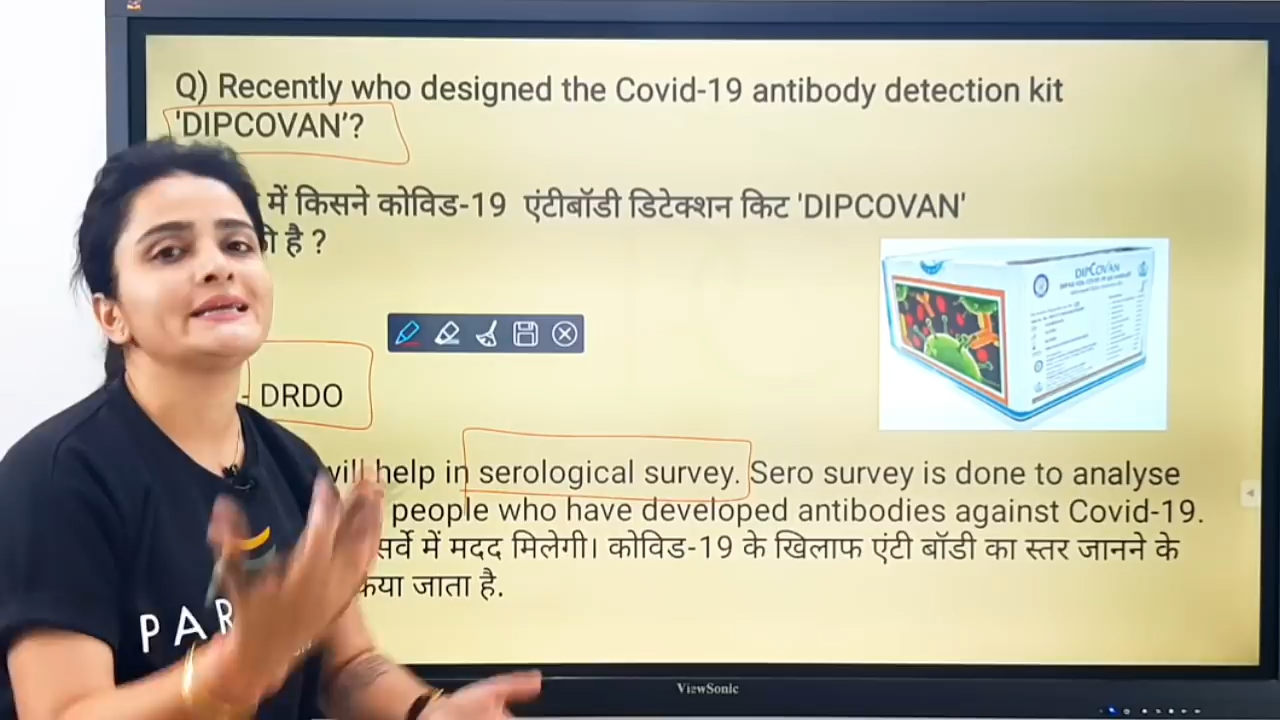 Q) Recently who designed the Covid-19 antibody detection kit
'DIPCOVAN'?
में किसने कोविड-19 एंटीबॉडी डिटेक्शन किट 'DIPCOVAN'
है ?
DIPCOVAN
- DRDO
will help in serological survey. Sero survey is done to analyse
people who have developed antibodies against Covid-19.
सर्वे में मदद मिलेगी। कोविड-19 के खिलाफ एंटी बॉडी का स्तर जानने के
जाता है.
PAR
ViewSonic